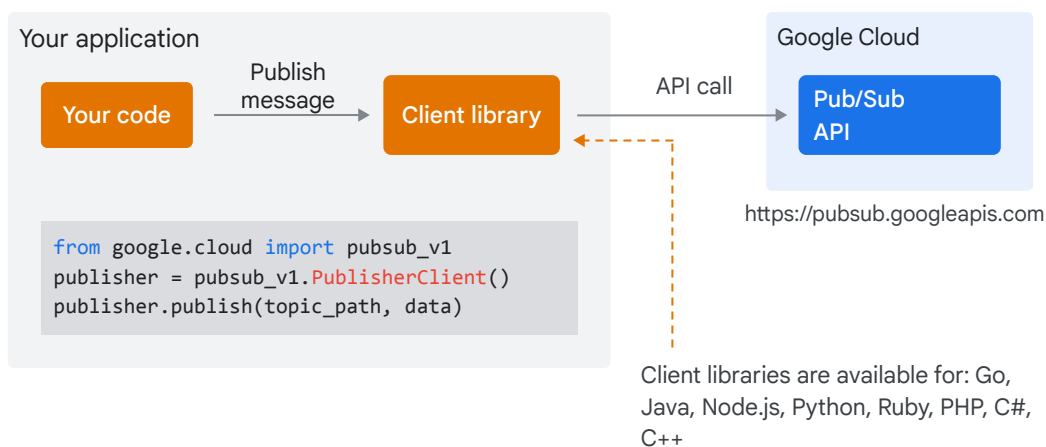 Your application
Your code
Publish
message
Client library
API call
Google Cloud
Pub/Sub
API
https://pubsub.googleapis.com
from google.cloud import pubsub_v1
publisher = pubsub_v1.PublisherClient()
publisher.publish(topic_path, data)
Client libraries are available for: Go,
Java, Node.js, Python, Ruby, PHP, C#,
C++